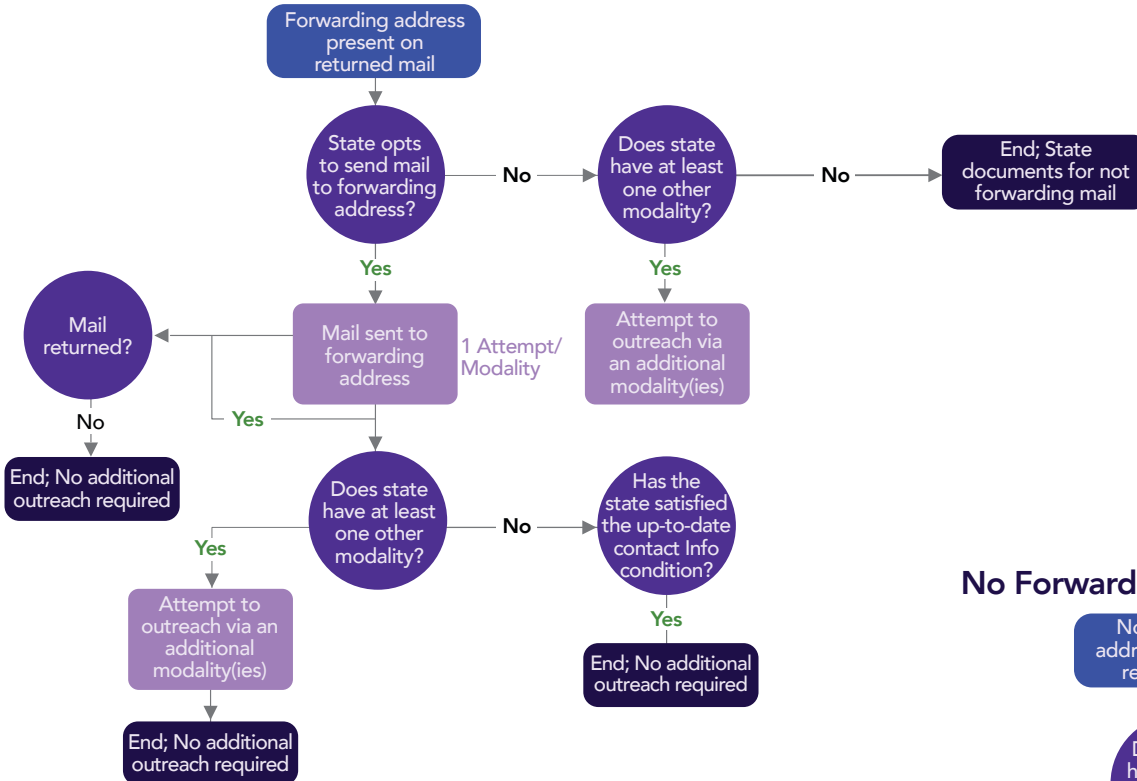 Forwarding address
present on
returned mail
State opts
to send mail
to forwarding
address?
No
Does state
have at least
one other
modality?
No
End; State
documents for not
forwarding mail
Yes
Yes
Mail
returned?
Mail sent to
forwarding
address
1 Attempt/
Modality
Attempt to
outreach via
an additional
modality(ies)
No
Yes
End; No additional
outreach required
Does state
have at least
one other
modality?
No
Has the
state satisfied
the up-to-date
contact Info
condition?
Yes
Attempt to
outreach via an
additional
modality(ies)
Yes
End; No additional
outreach required
End; No additional
outreach required
No Forward
No
addr
re
D
h